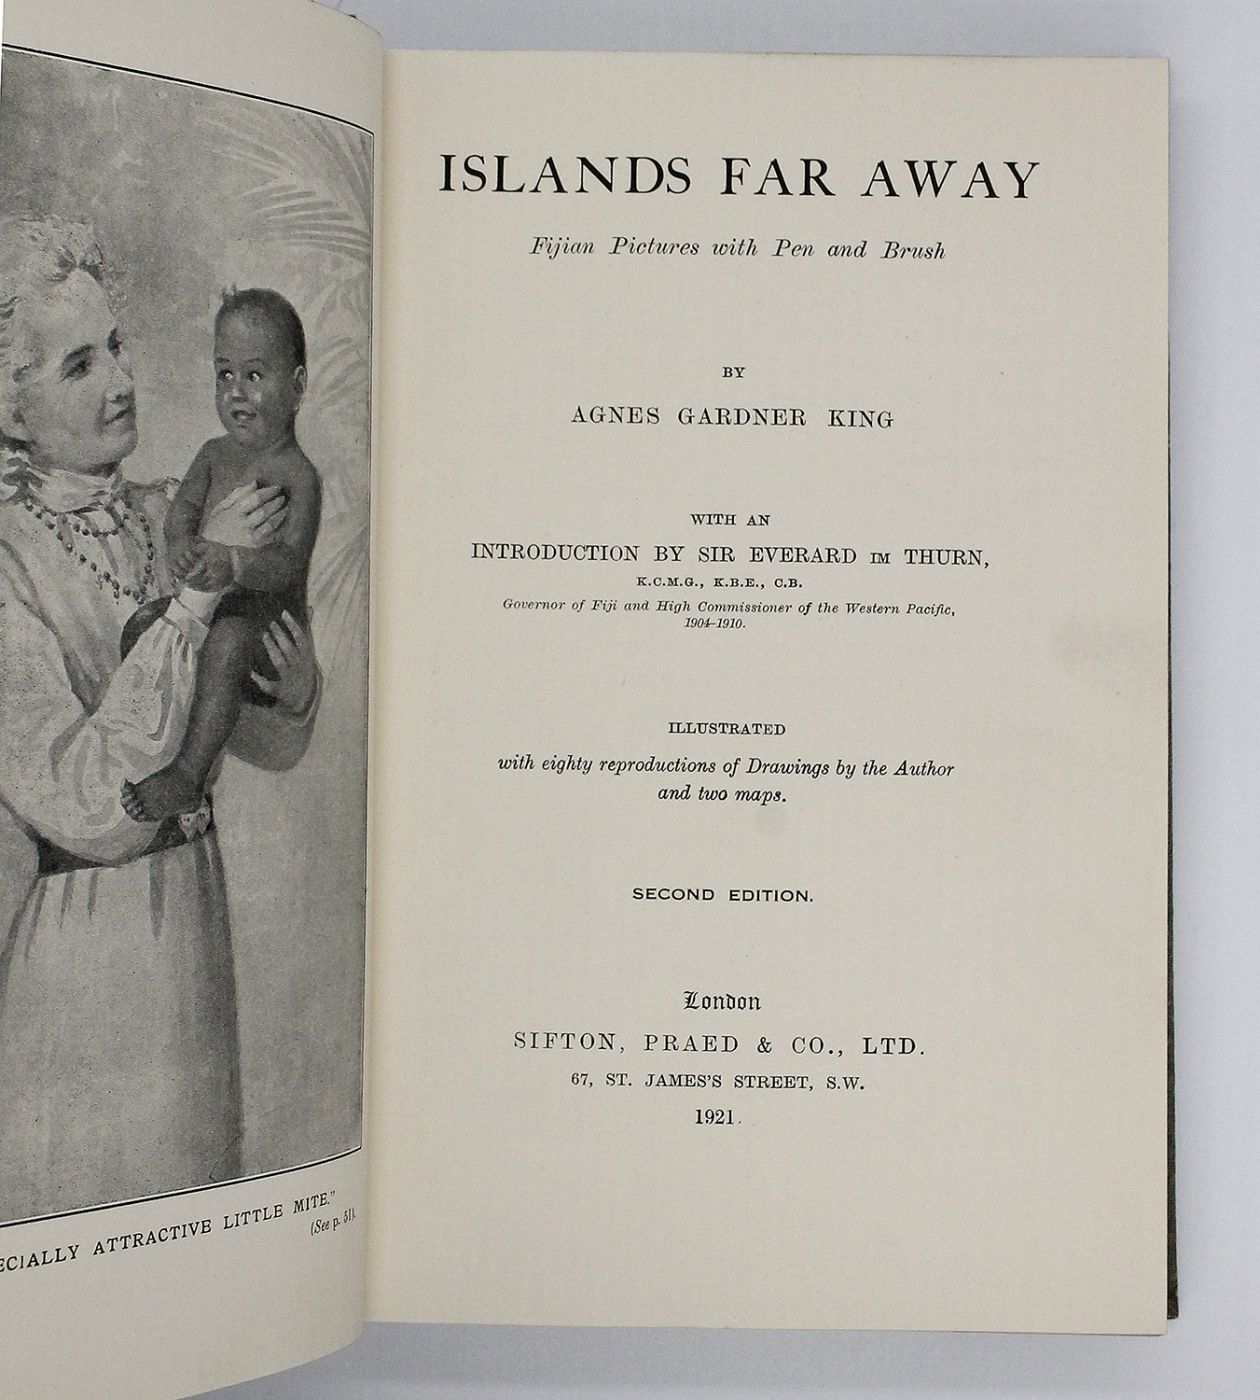 ISLANDS FAR AWAY
Fijian Pictures with Pen and Brush
BY
AGNES GARDNER KING
WITH AN
INTRODUCTION BY SIR EVERARD IM THURN,
K.C.M.G., K.B.E., C.B.
Governor of Fiji and High Commissioner of the Western Pacific,
1904–1910.
ILLUSTRATED
with eighty reproductions of Drawings by the Author
and two maps.
SECOND EDITION.
London
SIFTON, PRAED & CO., LTD.
67, ST. JAMES'S STREET, S.W.
1921.
ATTRACTIVE LITTLE MITE."
(See p. 51).